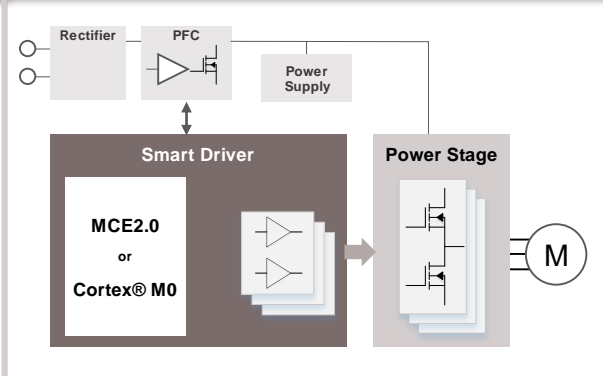 Rectifier
PFC
Power
Supply
Smart Driver
Power Stage
MCE2.0
or
Cortex® M0
M